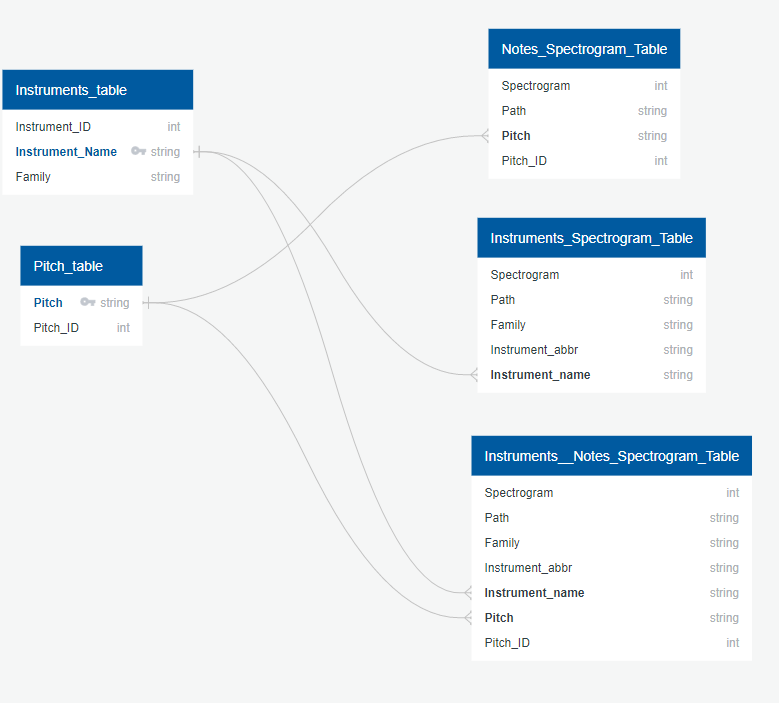 Instruments_table
Instrument_ID int
Instrument_Name string
Family string
Pitch_table
Pitch string
Pitch_ID int
Notes_Spectrogram_Table
Spectrogram int
Path string
Pitch string
Pitch_ID int
Instruments_Spectrogram_Table
Spectrogram int
Path string
Family string
Instrument_abbr string
Instrument_name string
Instruments__Notes_Spectrogram_Table
Spectrogram int
Path string
Family string
Instrument_abbr string
Instrument_name string
Pitch string
Pitch_ID int